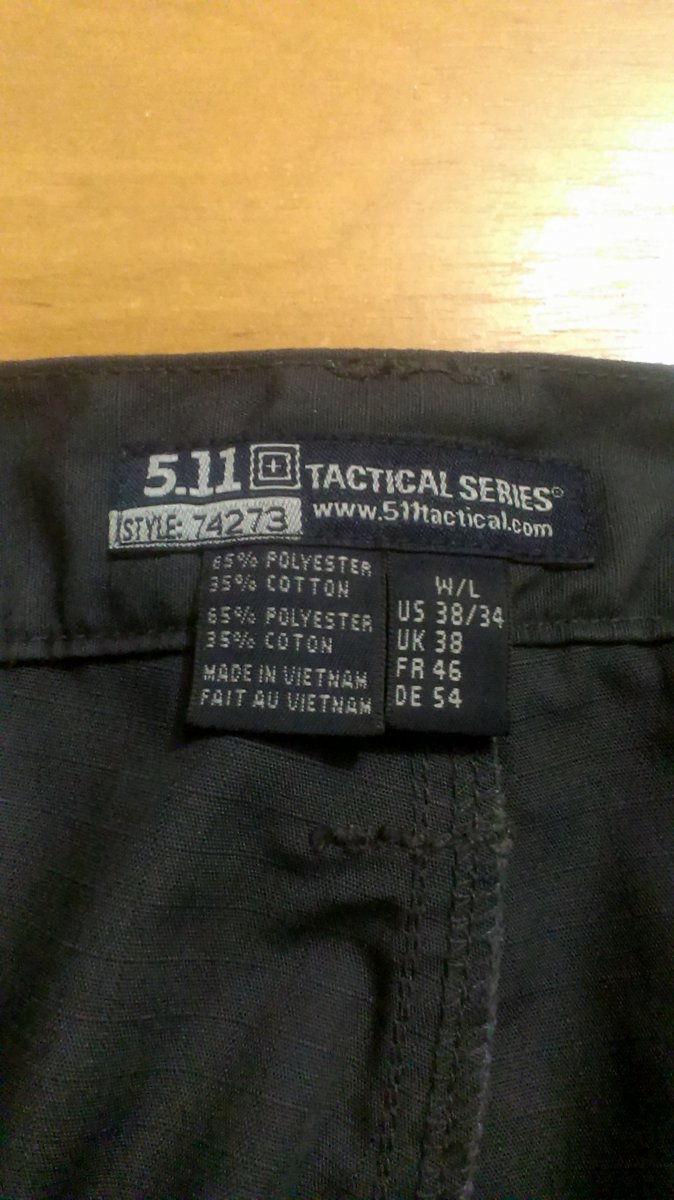 5.11 TACTICAL SERIES®
STYLE: 74273 www.511tactical.com
65% POLYESTER
35% COTTON
65% POLYESTER
35% COTON
MADE IN VIETNAM
FAIT AU VIETNAM
W/L
US 38/34
UK 38
FR 46
DE 54